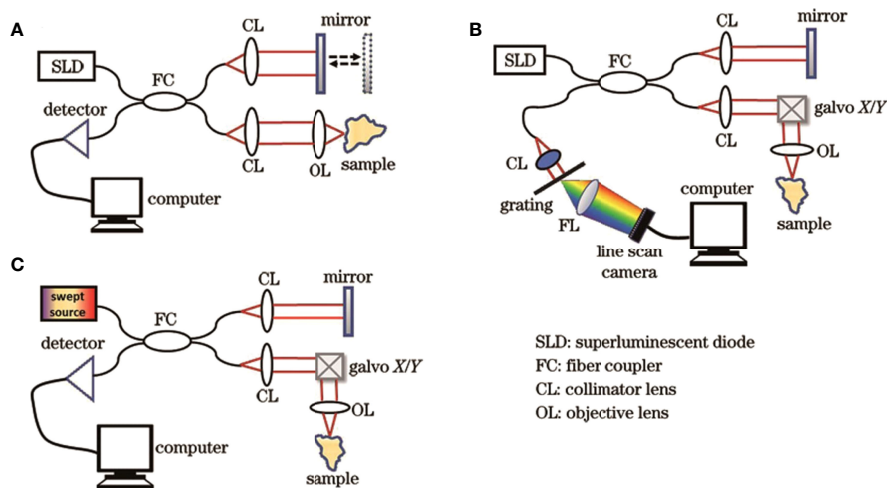 A
CL
mirror
SLD
FC
detector
CL
OL
sample
computer
B
CL
mirror
SLD
FC
galvo X/Y
CL
OL
CL
grating
FL
computer
sample
line scan
camera
C
CL
mirror
swept
source
FC
detector
galvo X/Y
CL
OL
computer
sample
SLD: superluminescent diode
FC: fiber coupler
CL: collimator lens
OL: objective lens